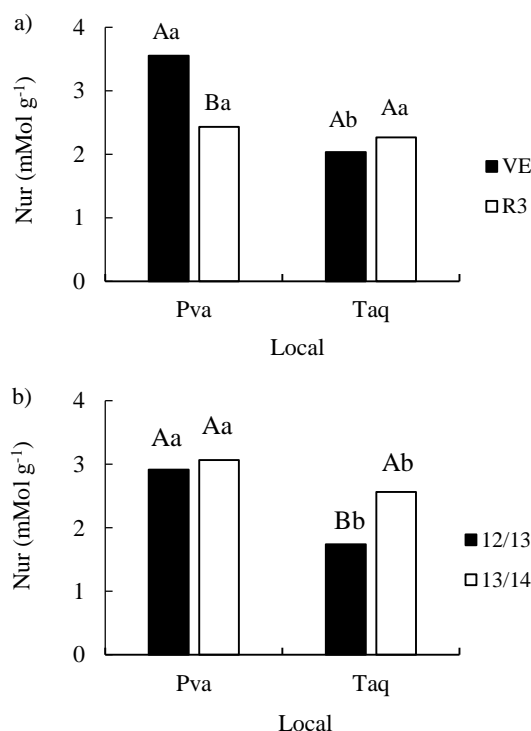 a)
4
3
2
1
0
Nur (mMol g⁻¹)
Aa
Ba
Ab
Aa
VE
R3
Pva
Taq
Local
b)
4
3
2
1
0
Nur (mMol g⁻¹)
Aa
Aa
Bb
Ab
12/13
13/14
Pva
Taq
Local